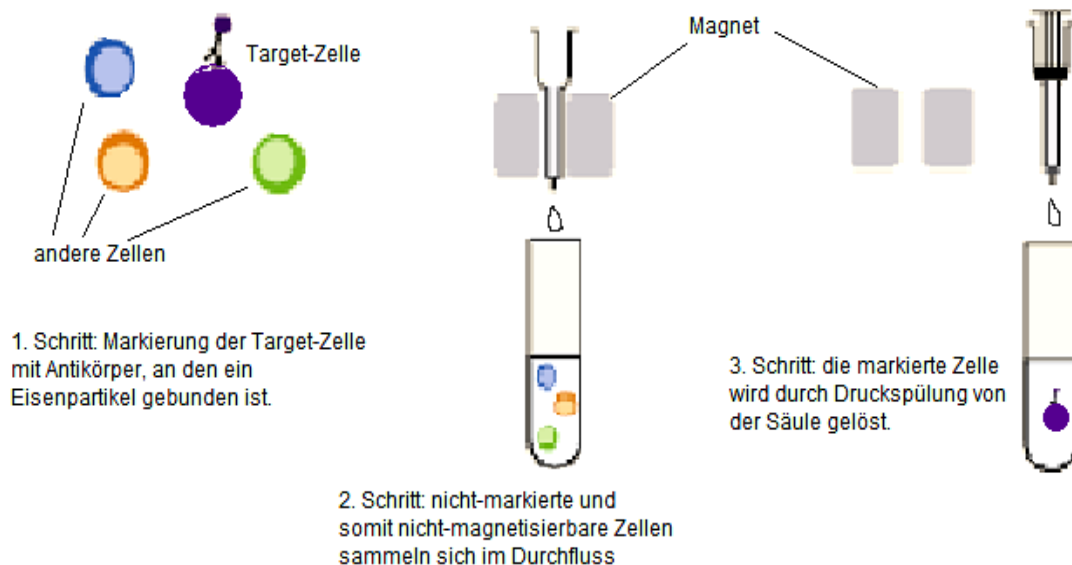 Target-Zelle
Magnet
andere Zellen
1. Schritt: Markierung der Target-Zelle
mit Antikörper, an den ein
Eisenpartikel gebunden ist.
2. Schritt: nicht-markierte und
somit nicht-magnetisierbare Zellen
sammeln sich im Durchfluss
3. Schritt: die markierte Zelle
wird durch Druckspülung von
der Säule gelöst.